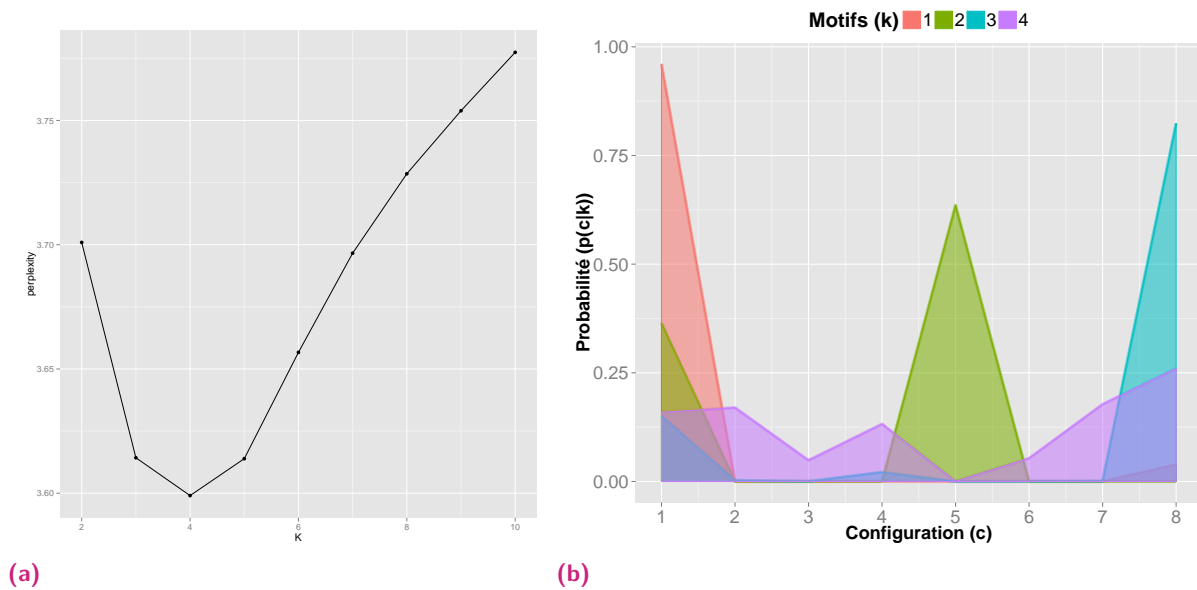 3.75
3.70
3.65
3.60
perplexity
2 4 6 8 10
K
(a)
Motifs (k) 1 2 3 4
1.00
0.75
0.50
0.25
0.00
Probabilité (p(c|k))
1 2 3 4 5 6 7 8
Configuration (c)
(b)